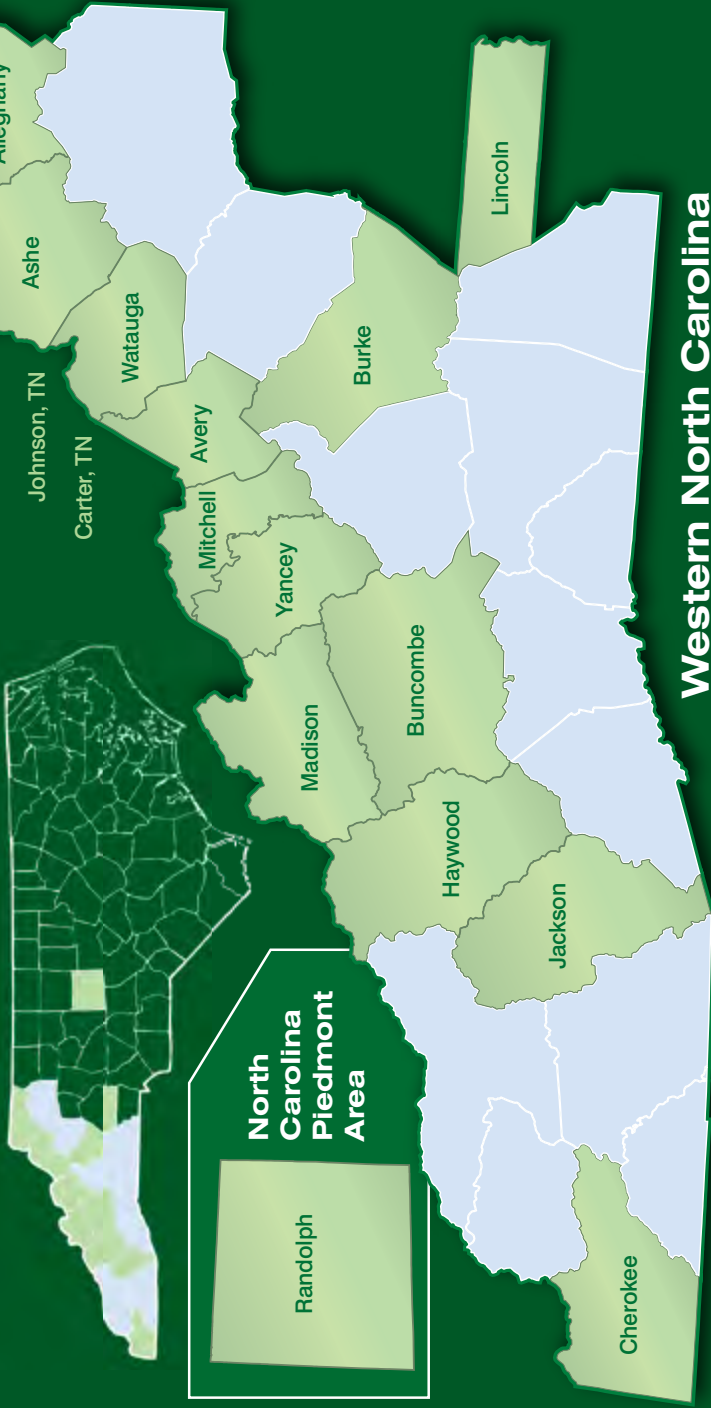 Alleghany
Ashe
Watauga
Johnson, TN
Carter, TN
Avery
Mitchell
Yancey
Burke
Lincoln
Madison
Buncombe
Haywood
Jackson
Cherokee
North
Carolina
Piedmont
Area
Randolph
Western North Carolina